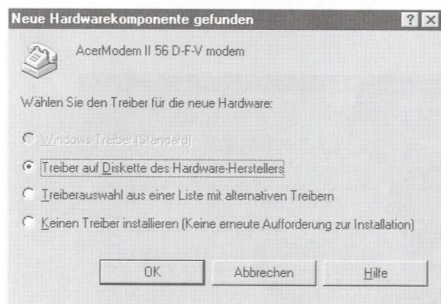 Neue Hardwarekomponente gefunden
AcerModem II 56 D-F-V modem
Wählen Sie den Treiber für die neue Hardware:
Windows-Treiber (Standard)
Treiber auf Diskette des Hardware-Herstellers
Treiberauswahl aus einer Liste mit alternativen Treibern
Keinen Treiber installieren (Keine erneute Aufforderung zur Installation)
OK
Abbrechen
Hilfe